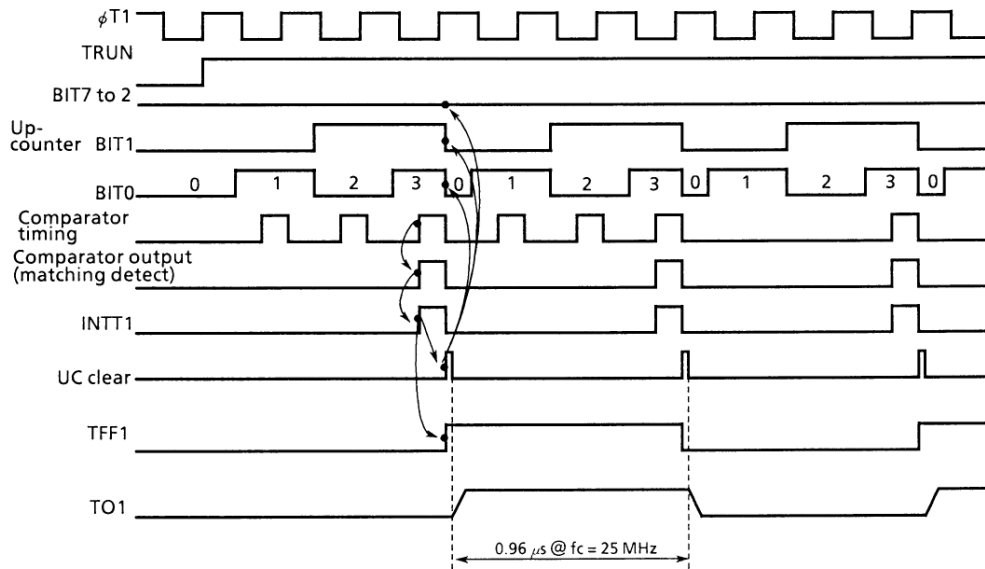 φT1
TRUN
BIT7 to 2
Up-
counter BIT1
BIT0 0 1 2 3 0 1 2 3 0 1 2 3 0
Comparator
timing
Comparator output
(matching detect)
INTT1
UC clear
TFF1
TO1
0.96 μs @ fc = 25 MHz